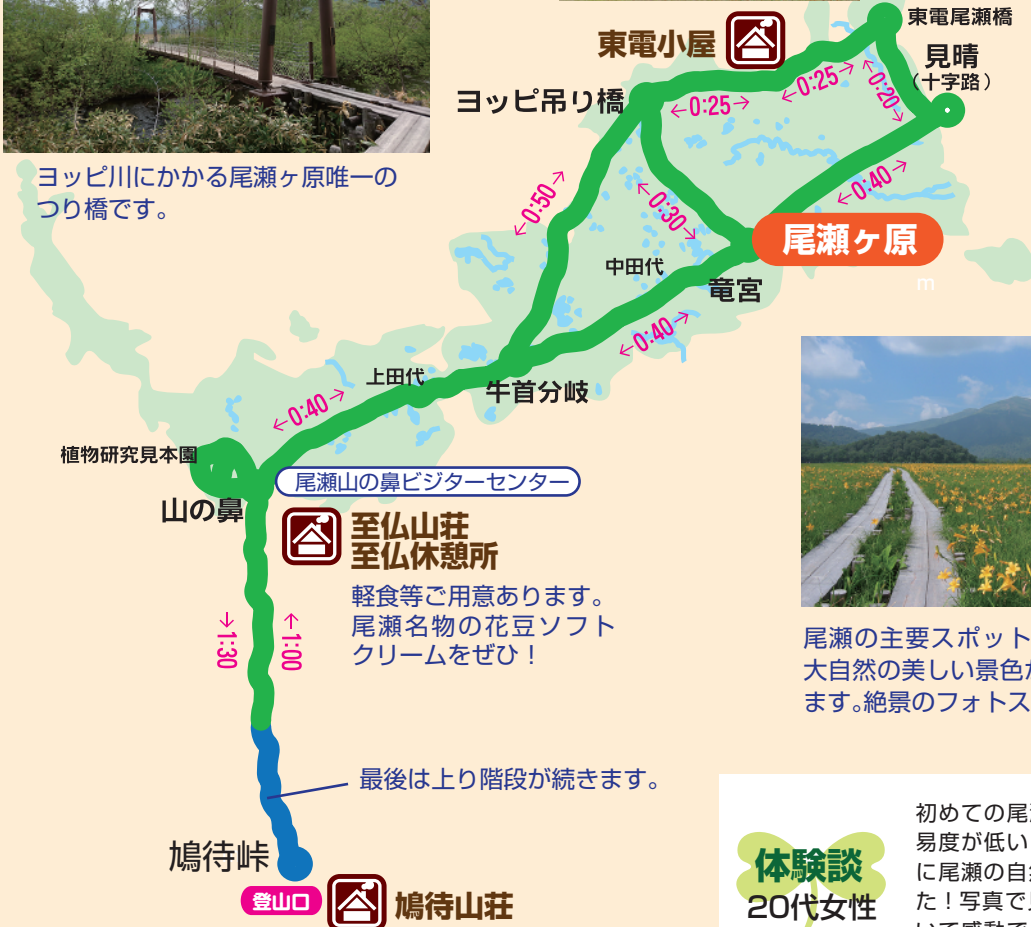 東電尾瀬橋
東電小屋
見晴
（十字路）
ヨッピ吊り橋
←0:25→
←0:25→
←0:20→
ヨッピ川にかかる尾瀬ヶ原唯一の
つり橋です。
←0:50→
←0:30→
←0:40→
尾瀬ヶ原
m
中田代
竜宮
←0:40→
上田代
牛首分岐
←0:40→
植物研究見本園
尾瀬山の鼻ビジターセンター
山の鼻
至仏山荘
至仏休憩所
軽食等ご用意あります。
尾瀬名物の花豆ソフト
クリームをぜひ！
←1:30
←1:00
尾瀬の主要スポット
大自然の美しい景色が
ます。絶景のフォトス
最後は上り階段が続きます。
鳩待峠
登山口
鳩待山荘
体験談
20代女性
初めての尾
易度が低い
に尾瀬の自
た！写真で
いて感動で